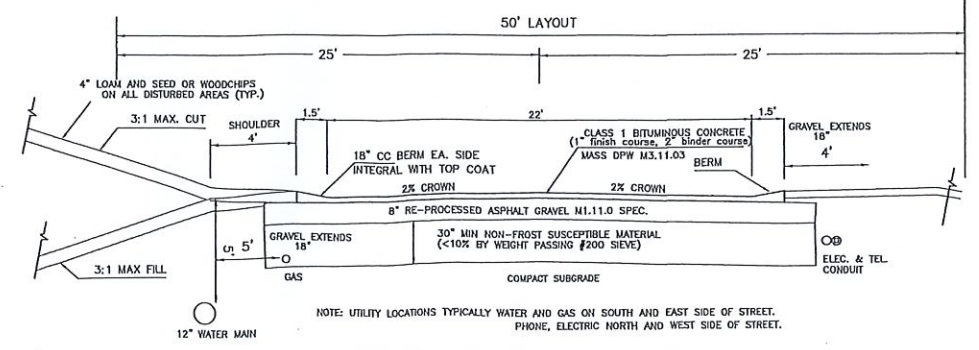 50' LAYOUT
25'
25'
4" LOAM AND SEED OR WOODCHIPS
ON ALL DISTURBED AREAS (TYP.)
3:1 MAX. CUT
SHOULDER
4'
1.5'
22'
1.5'
GRAVEL EXTENDS
18"
4'
18" CC BERM EA. SIDE
INTEGRAL WITH TOP COAT
CLASS 1 BITUMINOUS CONCRETE
(1" finish course, 2" binder course)
MASS DPW M3.11.03
BERM
2% CROWN
2% CROWN
8" RE-PROCESSED ASPHALT GRAVEL M1.11.0 SPEC.
5'
5'
GRAVEL EXTENDS
18"
30" MIN NON-FROST SUSCEPTIBLE MATERIAL
(<10% BY WEIGHT PASSING #200 SIEVE)
ELEC. & TEL.
CONDUIT
3:1 MAX FILL
GAS
COMPACT SUBGRADE
12" WATER MAIN
NOTE: UTILITY LOCATIONS TYPICALLY WATER AND GAS ON SOUTH AND EAST SIDE OF STREET.
PHONE, ELECTRIC NORTH AND WEST SIDE OF STREET.